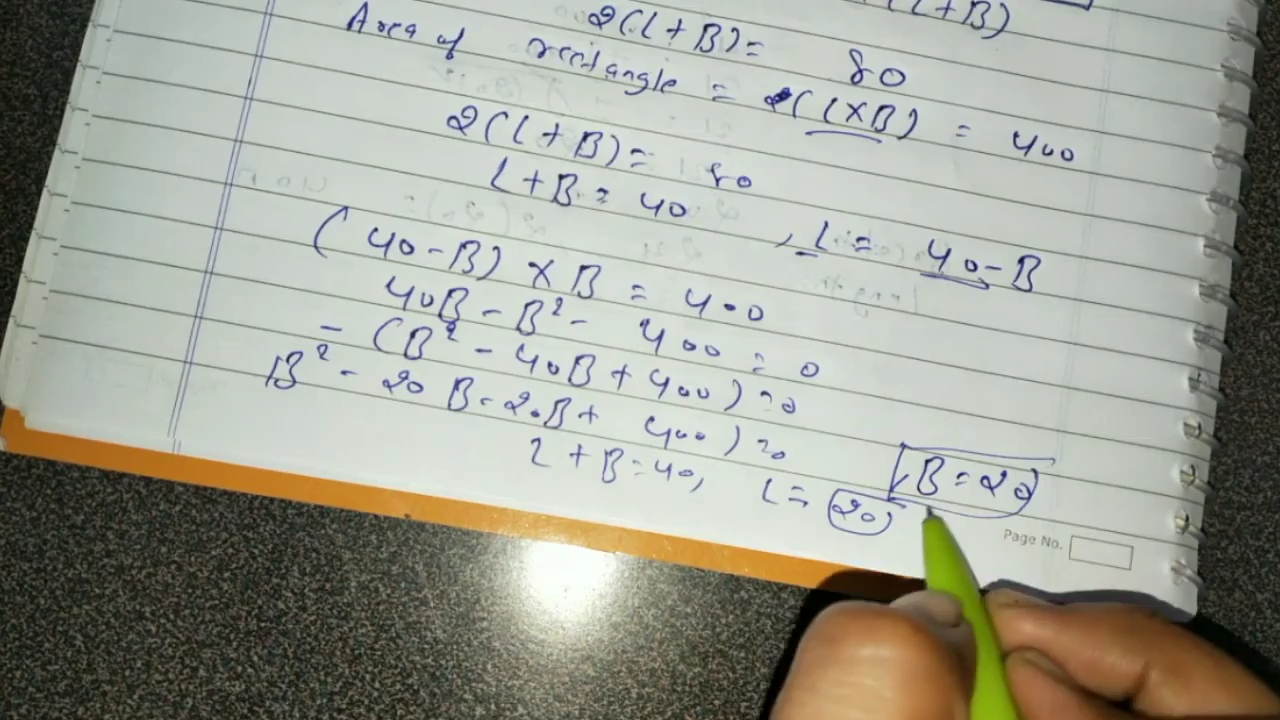 (L+B)
2(L+B)= 80
Area of rectangle = (L×B) = 400
2(L+B)= 80
L+B= 40 , L= 40-B
(40-B) × B = 400
40B-B²- 400=0
-(B²-40B+400)=0
B²-20B-20B+ 400)=0
L+B=40, L= 20, B=20
Page No.